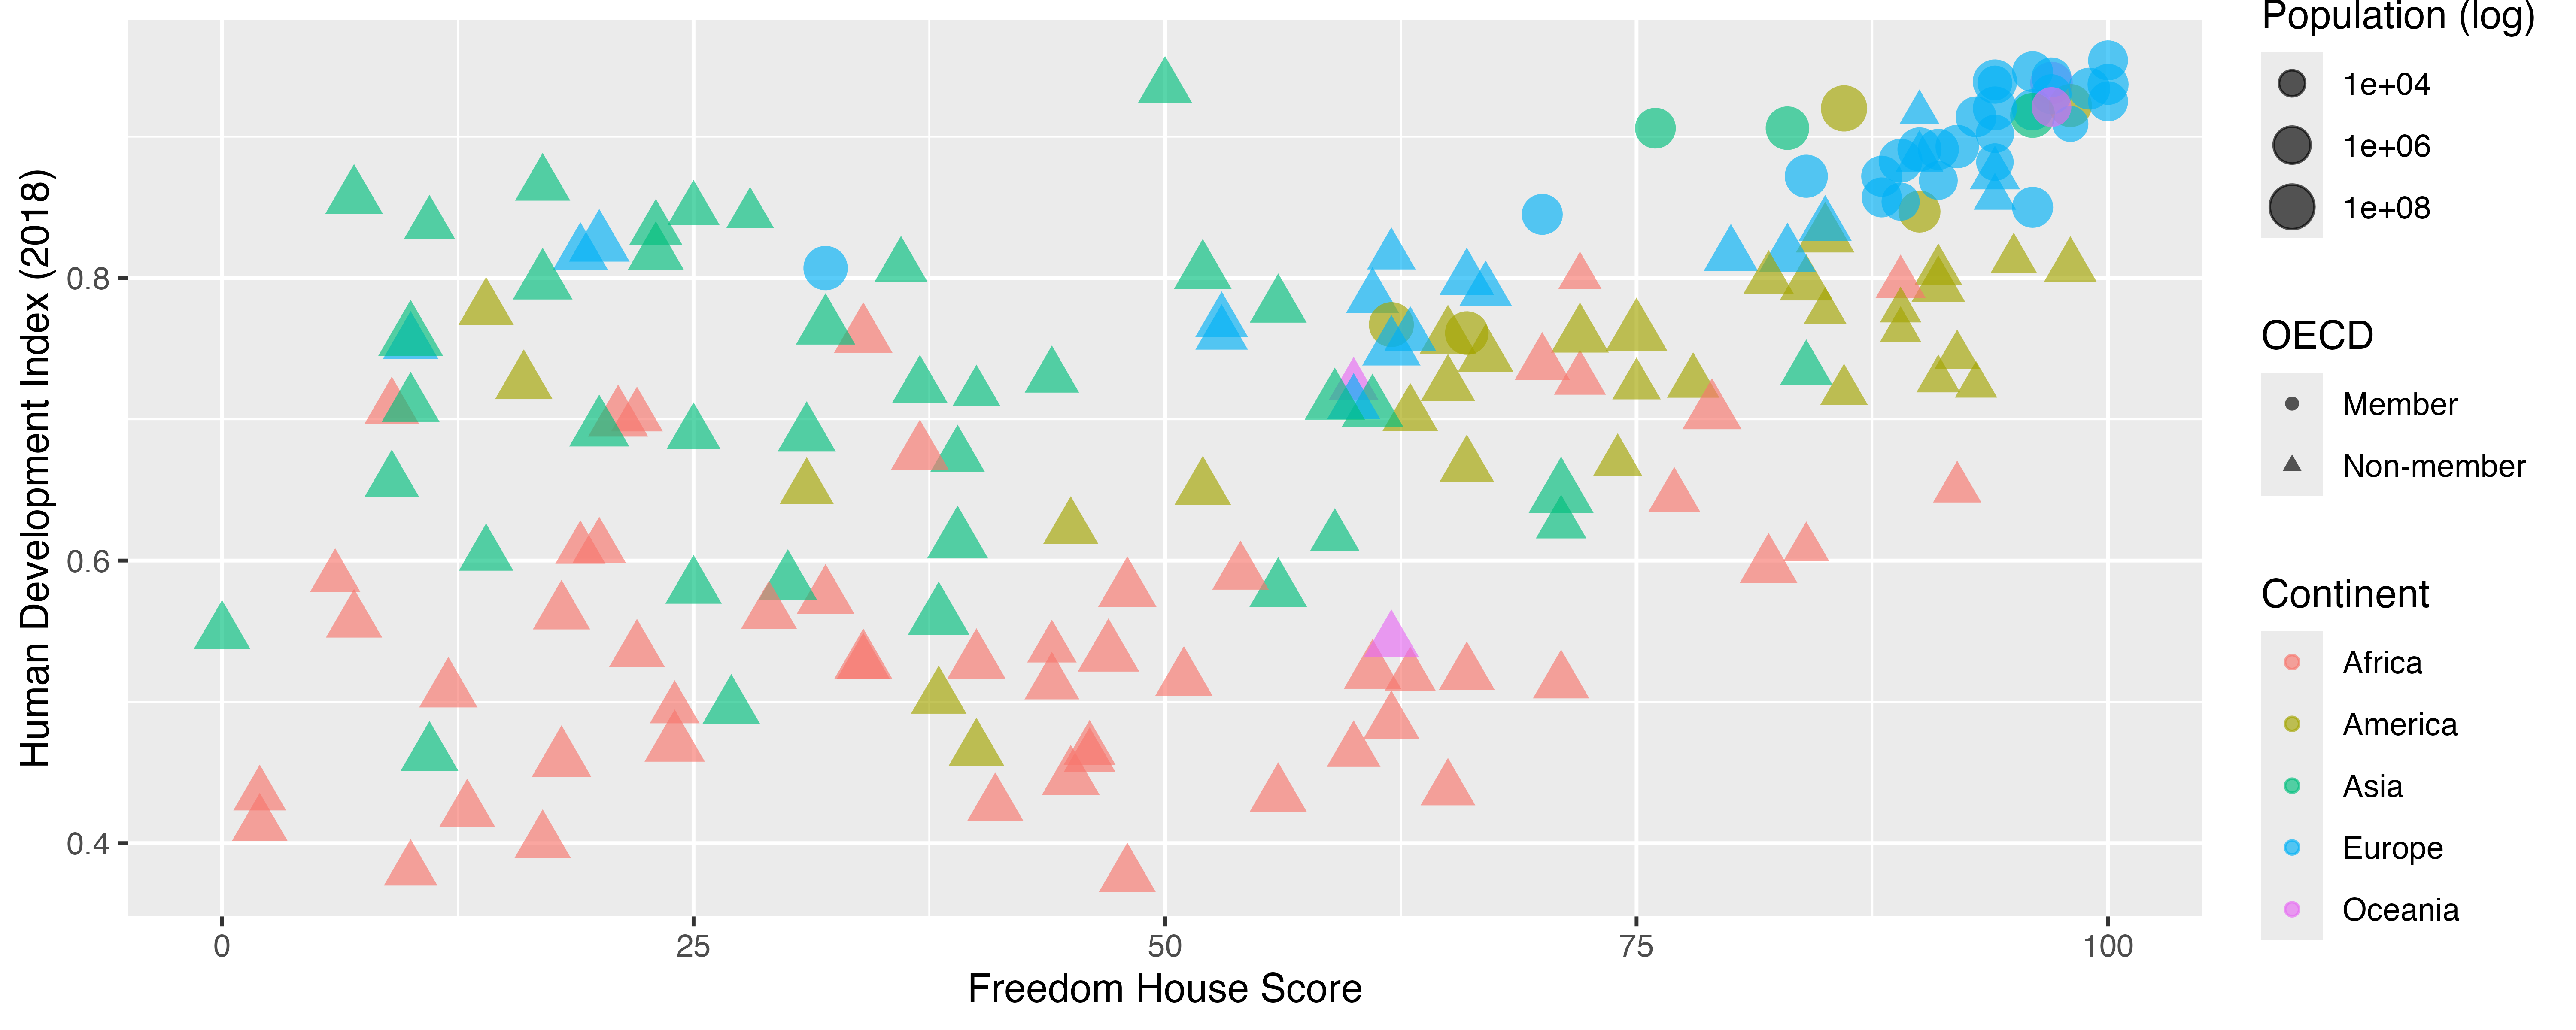 Human Development Index (2018)
0.8
0.6
0.4
0
25
50
75
100
Freedom House Score
Population (log)
1e+04
1e+06
1e+08
OECD
Member
Non-member
Continent
Africa
America
Asia
Europe
Oceania